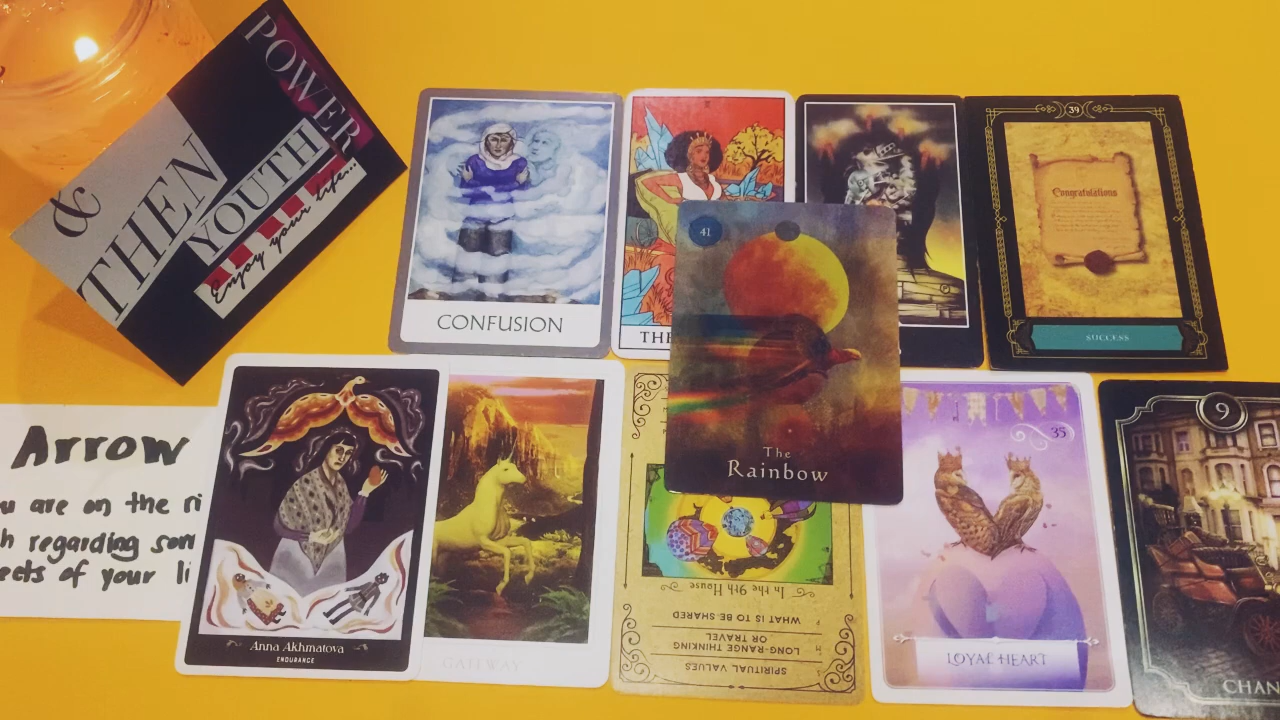 POWER
&
THEN
YOUTH
Enjoy your life...
CONFUSION
THE
39
Congratulations
SUCCESS
41
The
Rainbow
Arrow
u are on the ri
h regarding som
ects of your li
Anna Akhmatova
ENDURANCE
GATEWAY
In the 9th House
WHAT IS TO BE SHARED
LONG-RANGE THINKING
OR TRAVEL
SPIRITUAL VALUES
35
LOYAL HEART
9
CHAN